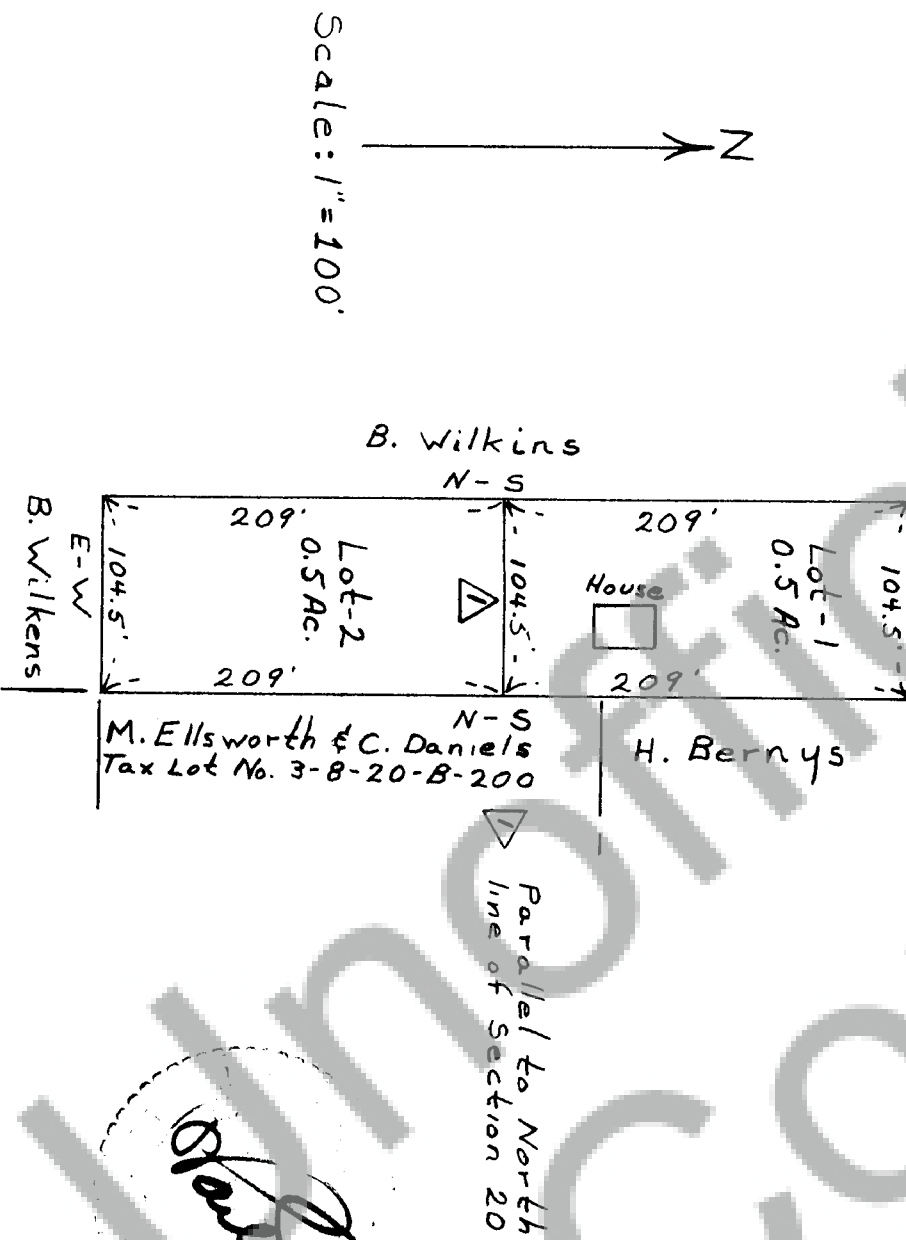 Scale: 1"=100'
N
B. Wilkins
N-S
209'
209'
B. Wilkens
E-W
104.5'
Lot-2
0.5 Ac.
1
104.5'
House
Lot-1
0.5 Ac.
104.5'
209'
209'
N-S
M. Ellsworth & C. Daniels
Tax Lot No. 3-8-20-B-200
H. Bernys
1
Parallel to North
line of Section 20
Unoffic